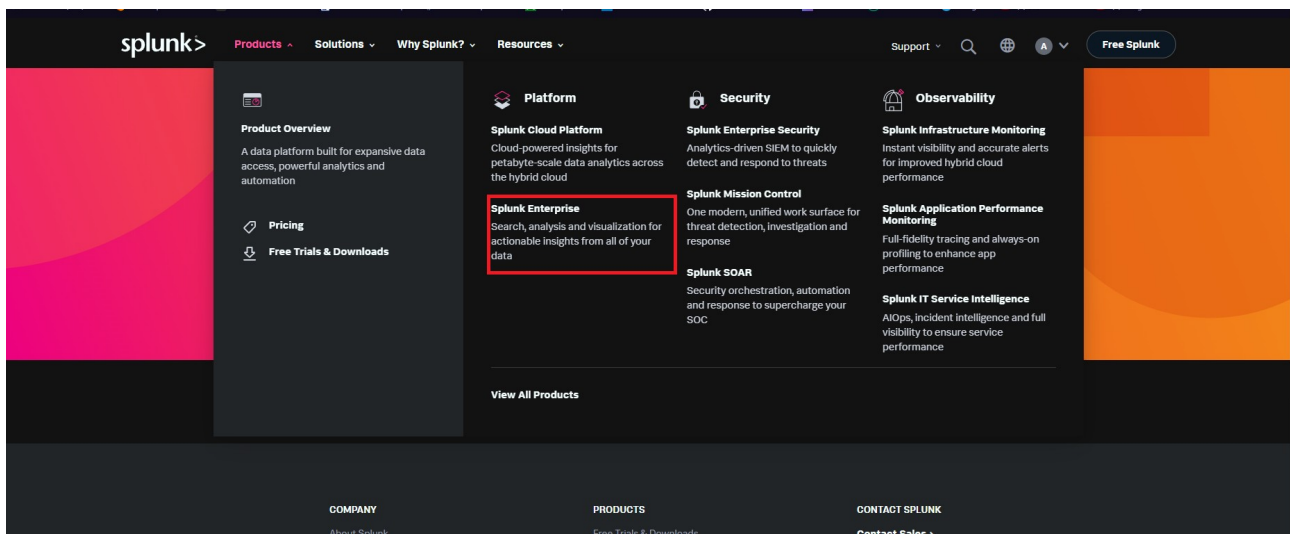 splunk>
Products
Solutions
Why Splunk?
Resources
Support
A
Free Splunk
Product Overview
A data platform built for expansive data
access, powerful analytics and
automation
Pricing
Free Trials & Downloads
Platform
Splunk Cloud Platform
Cloud-powered insights for
petabyte-scale data analytics across
the hybrid cloud
Splunk Enterprise
Search, analysis and visualization for
actionable insights from all of your
data
Security
Splunk Enterprise Security
Analytics-driven SIEM to quickly
detect and respond to threats
Splunk Mission Control
One modern, unified work surface for
threat detection, investigation and
response
Splunk SOAR
Security orchestration, automation
and response to supercharge your
SOC
Observability
Splunk Infrastructure Monitoring
Instant visibility and accurate alerts
for improved hybrid cloud
performance
Splunk Application Performance
Monitoring
Full-fidelity tracing and always-on
profiling to enhance app
performance
Splunk IT Service Intelligence
AIOps, incident intelligence and full
visibility to ensure service
performance
View All Products
COMPANY
About Splunk
PRODUCTS
Free Trials & Downloads
CONTACT SPLUNK
Contact Sales >